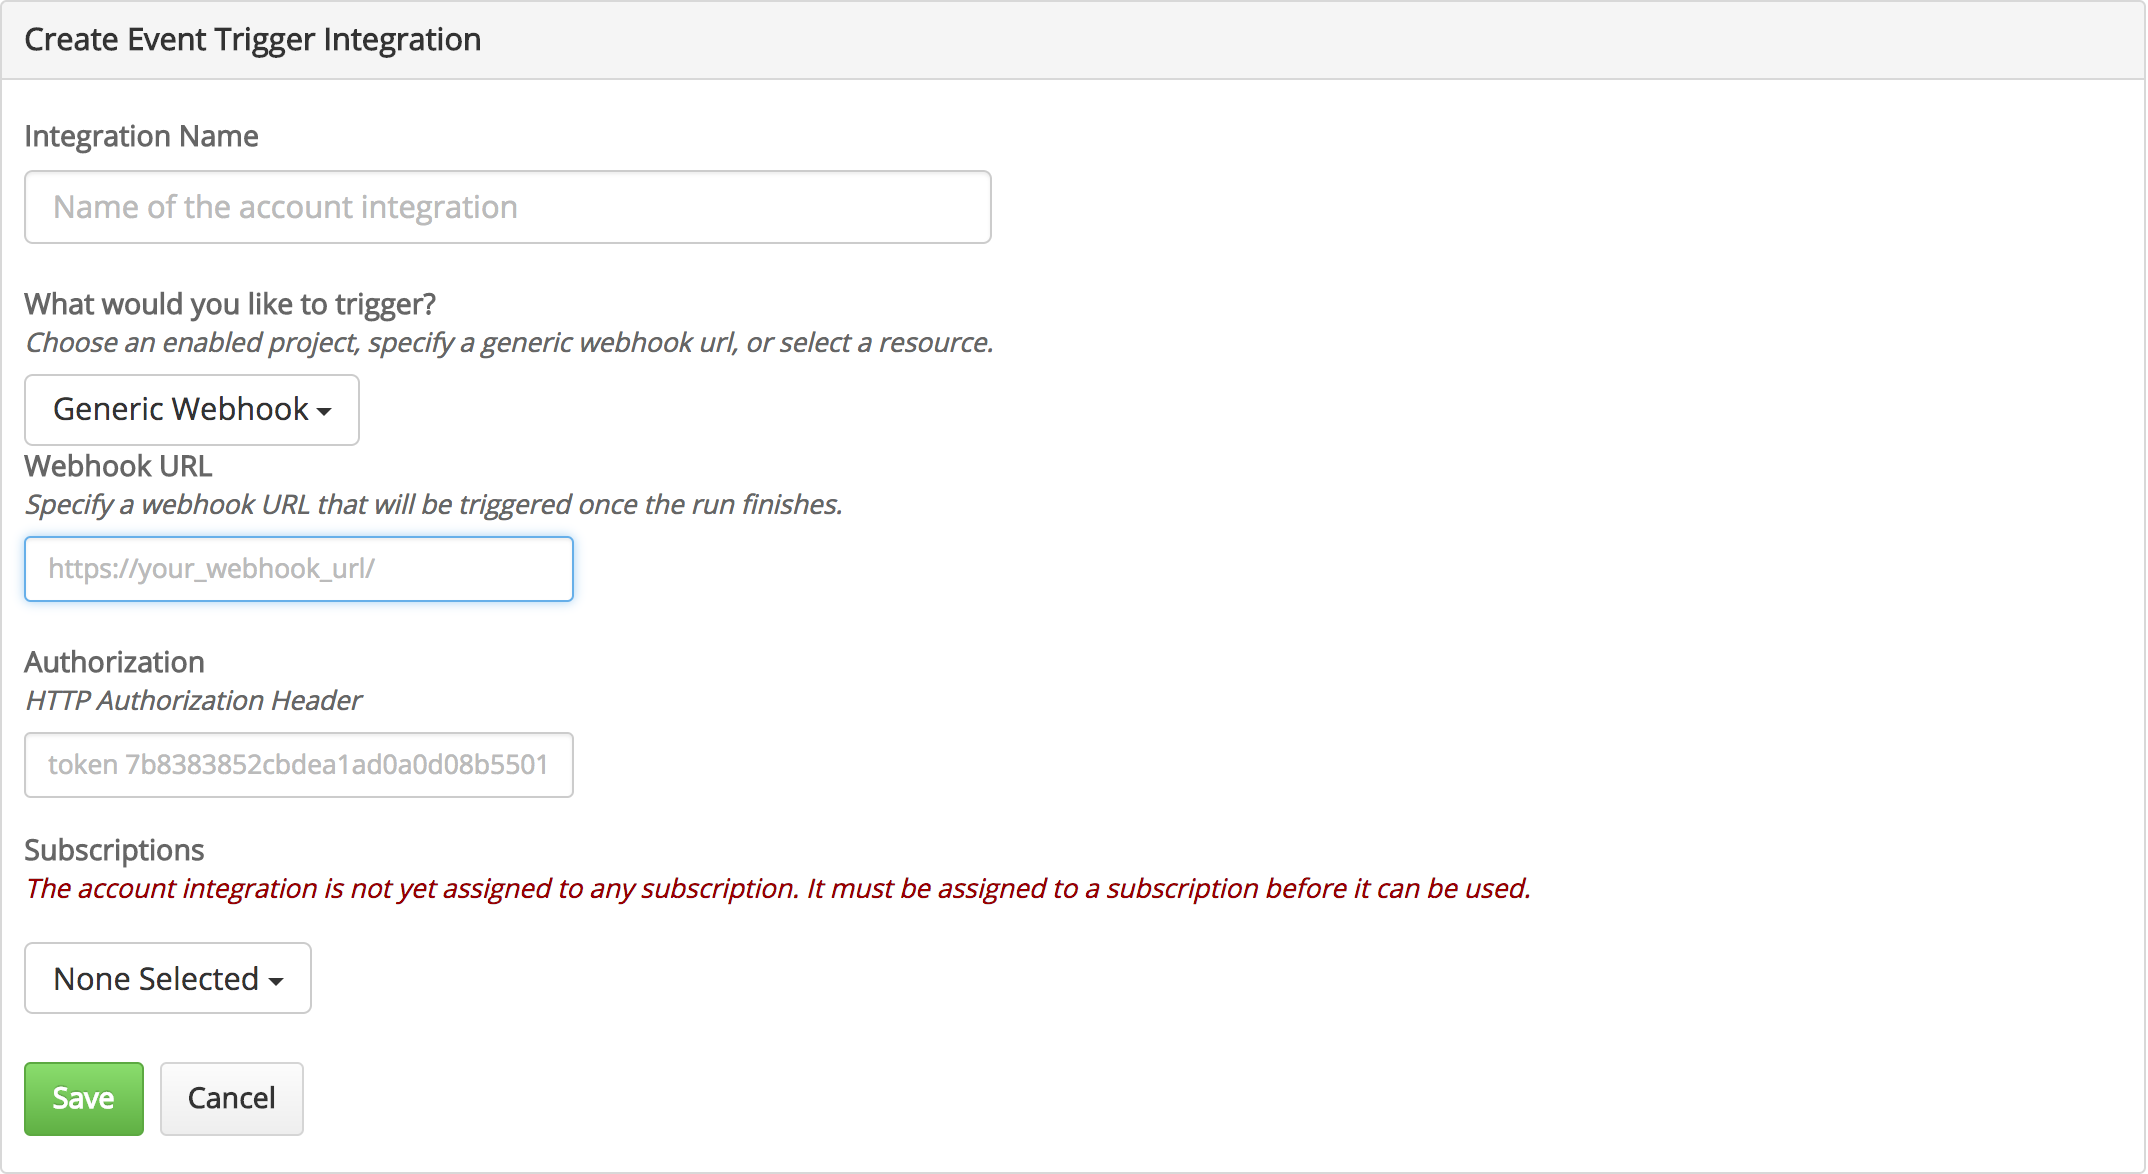 Create Event Trigger Integration
Integration Name
Name of the account integration
What would you like to trigger?
Choose an enabled project, specify a generic webhook url, or select a resource.
Generic Webhook
Webhook URL
Specify a webhook URL that will be triggered once the run finishes.
https://your_webhook_url/
Authorization
HTTP Authorization Header
token 7b8383852cbdea1ad0a0d08b5501
Subscriptions
The account integration is not yet assigned to any subscription. It must be assigned to a subscription before it can be used.
None Selected
Save Cancel